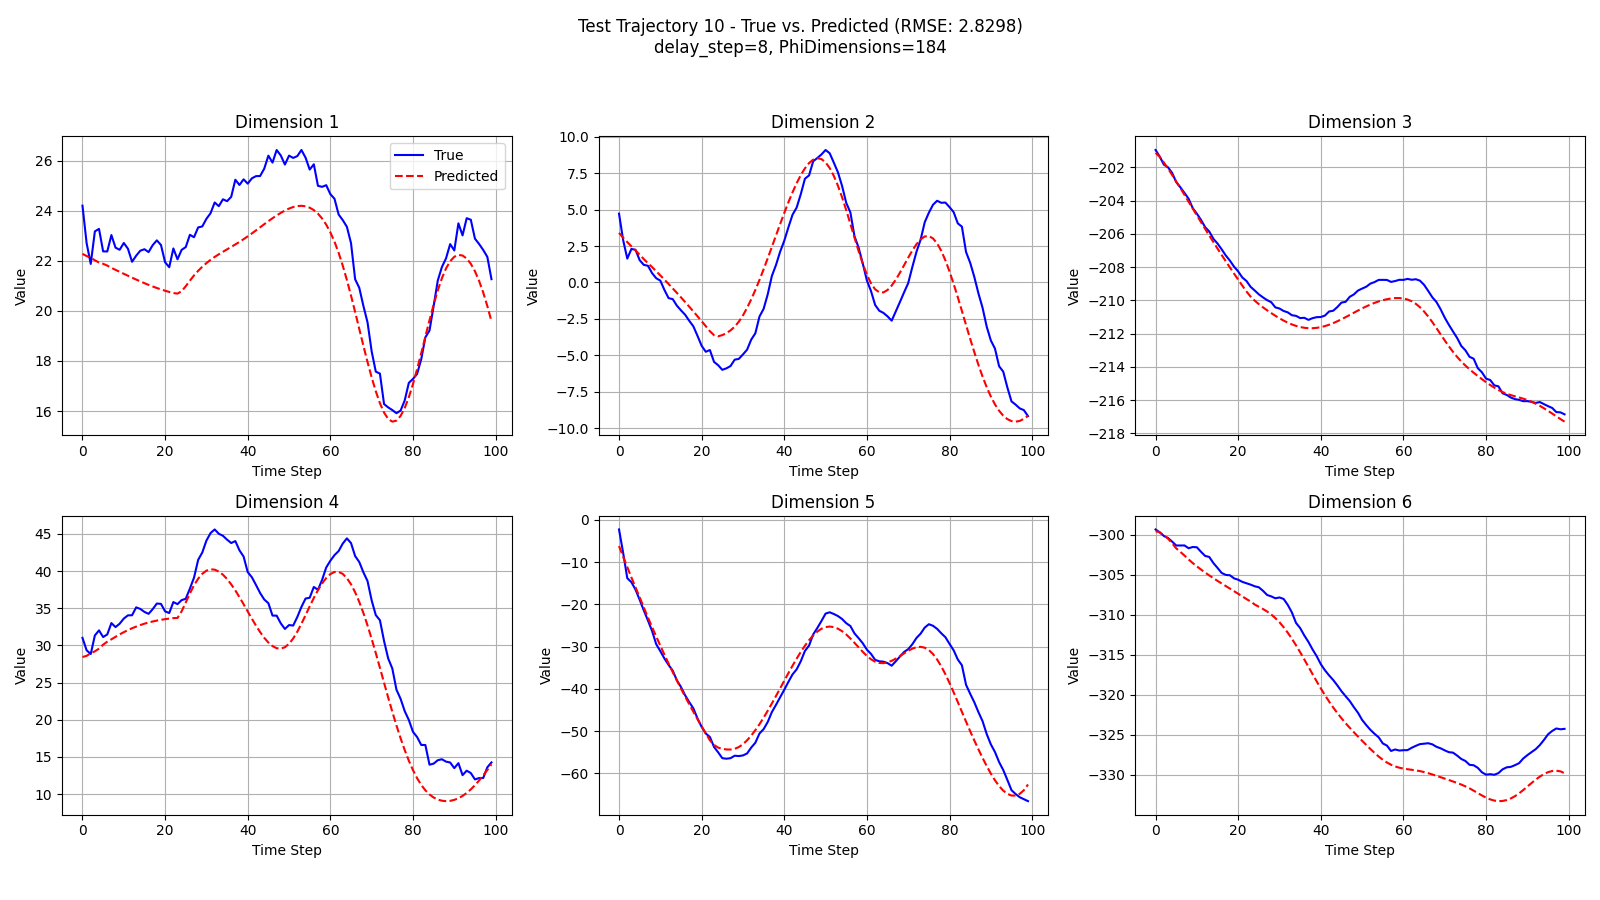 Test Trajectory 10 - True vs. Predicted (RMSE: 2.8298)
delay_step=8, PhiDimensions=184
Dimension 1
Value
26
24
22
20
18
16
True
Predicted
0 20 40 60 80 100
Time Step
Dimension 2
Value
10.0
7.5
5.0
2.5
0.0
−2.5
−5.0
−7.5
−10.0
0 20 40 60 80 100
Time Step
Dimension 3
Value
−202
−204
−206
−208
−210
−212
−214
−216
−218
0 20 40 60 80 100
Time Step
Dimension 4
Value
45
40
35
30
25
20
15
10
0 20 40 60 80 100
Time Step
Dimension 5
Value
0
−10
−20
−30
−40
−50
−60
0 20 40 60 80 100
Time Step
Dimension 6
Value
−300
−305
−310
−315
−320
−325
−330
0 20 40 60 80 100
Time Step